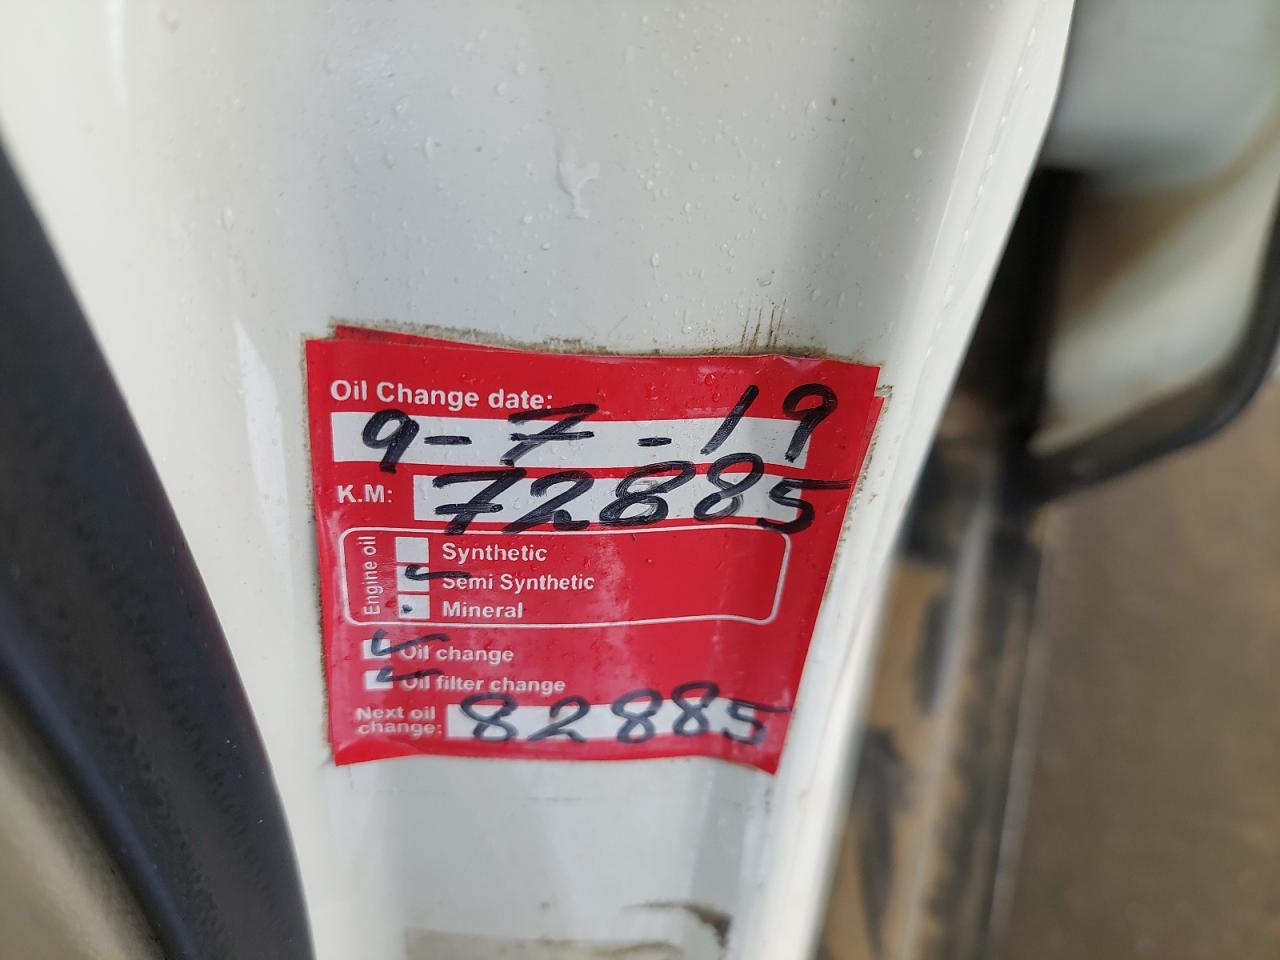 Oil Change date:
9-7-19
K.M: 72885
Engine oil
Synthetic
Semi Synthetic
Mineral
Oil change
Oil filter change
Next oil
change: 82885